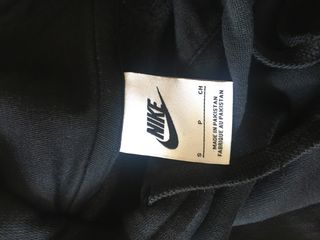 NIKE
S P CH
MADE IN PAKISTAN
FABRIQUÉ AU PAKISTAN